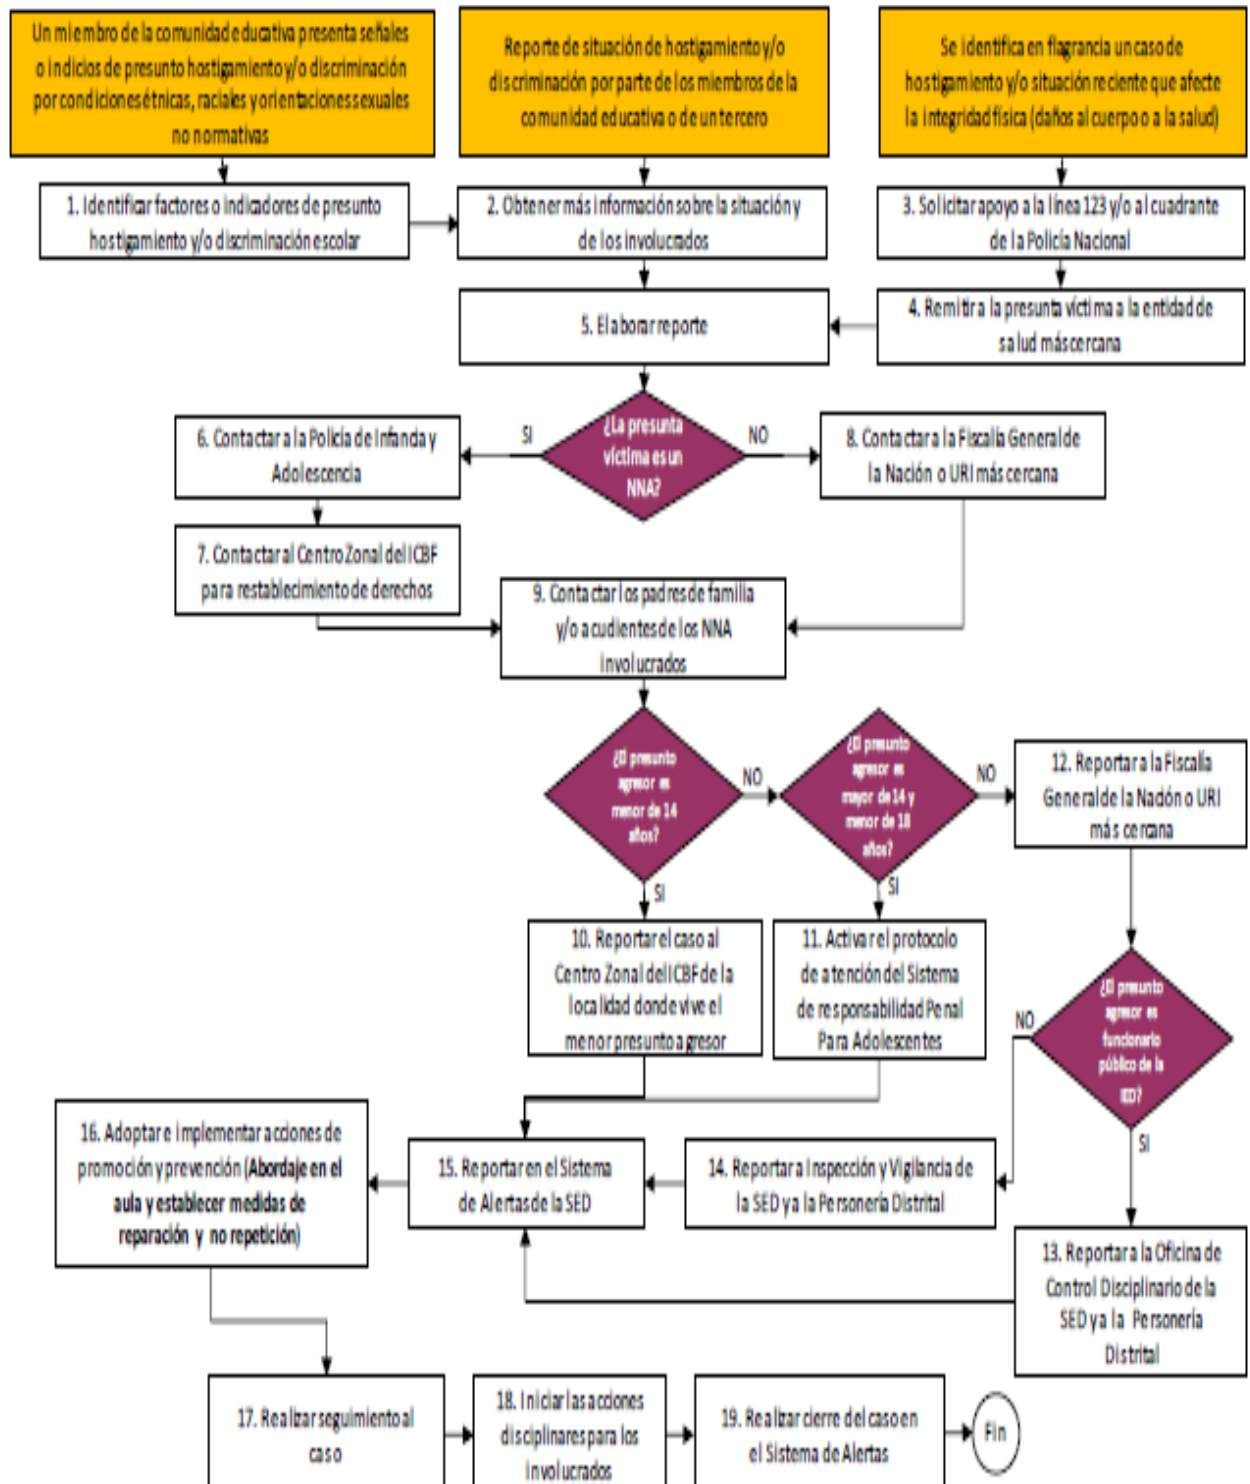 Un miembro de la comunidad educativa presenta señales
o indicios de presunto hostigamiento y/o discriminación
por condiciones étnicas, raciales y orientaciones sexuales
no normativas
Reporte de situación de hostigamiento y/o
discriminación por parte de los miembros de la
comunidad educativa o de un tercero
Se identifica en flagrancia un caso de
hostigamiento y/o situación reciente que afecte
la integridad física (daños al cuerpo o a la salud)
1. Identificar factores o indicadores de presunto
hostigamiento y/o discriminación escolar
2. Obtener más información sobre la situación y
de los involucrados
3. Solicitar apoyo a la línea 123 y/o al cuadrante
de la Policía Nacional
4. Remitir a la presunta víctima a la entidad de
salud más cercana
5. Elaborar reporte
¿La presunta
víctima es un
NNA?
SI
NO
6. Contactar a la Policía de Infancia y
Adolescencia
8. Contactar a la Fiscalía General de
la Nación o URI más cercana
7. Contactar al Centro Zonal del ICBF
para restablecimiento de derechos
9. Contactar los padres de familia
y/o acudientes de los NNA
involucrados
¿El presunto
agresor es
menor de 14
años?
NO
SI
¿El presunto
agresor es
mayor de 14 y
menor de 18
años?
NO
SI
12. Reportar a la Fiscalía
General de la Nación o URI
más cercana
10. Reportar el caso al
Centro Zonal del ICBF de la
localidad donde vive el
menor presunto agresor
11. Activar el protocolo
de atención del Sistema
de responsabilidad Penal
Para Adolescentes
¿El presunto
agresor es
funcionario
público de la
SED?
NO
SI
16. Adoptar e implementar acciones de
promoción y prevención (Abordaje en el
aula y establecer medidas de
reparación y no repetición)
15. Reportar en el Sistema
de Alertas de la SED
14. Reportar a Inspección y Vigilancia de
la SED y a la Personería Distrital
13. Reportar a la Oficina de
Control Disciplinario de la
SED y a la Personería
Distrital
17. Realizar seguimiento al
caso
18. Iniciar las acciones
disciplinares para los
involucrados
19. Realizar cierre del caso en
el Sistema de Alertas
Fin